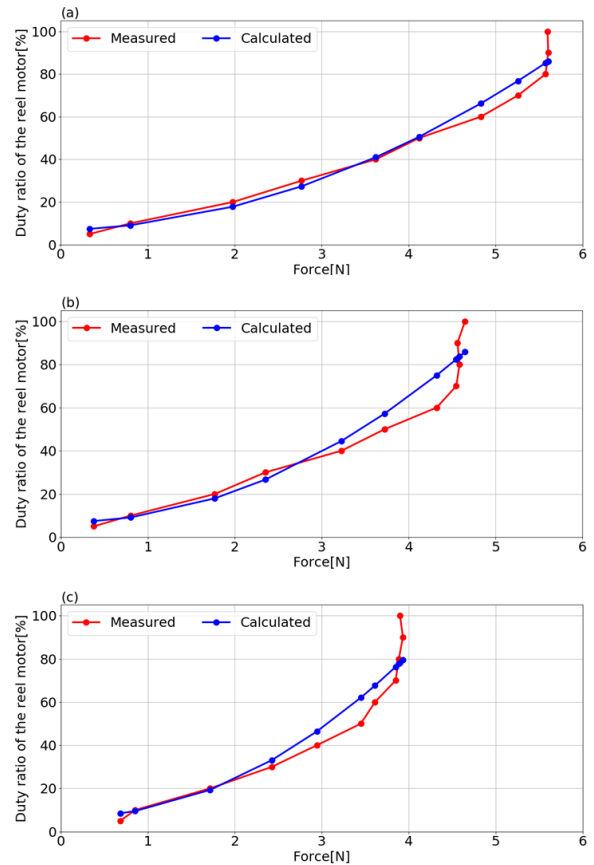 (a)
Measured Calculated
Duty ratio of the reel motor[%]
100
80
60
40
20
0
0 1 2 3 4 5 6
Force[N]
(b)
Measured Calculated
Duty ratio of the reel motor[%]
100
80
60
40
20
0
0 1 2 3 4 5 6
Force[N]
(c)
Measured Calculated
Duty ratio of the reel motor[%]
100
80
60
40
20
0
0 1 2 3 4 5 6
Force[N]